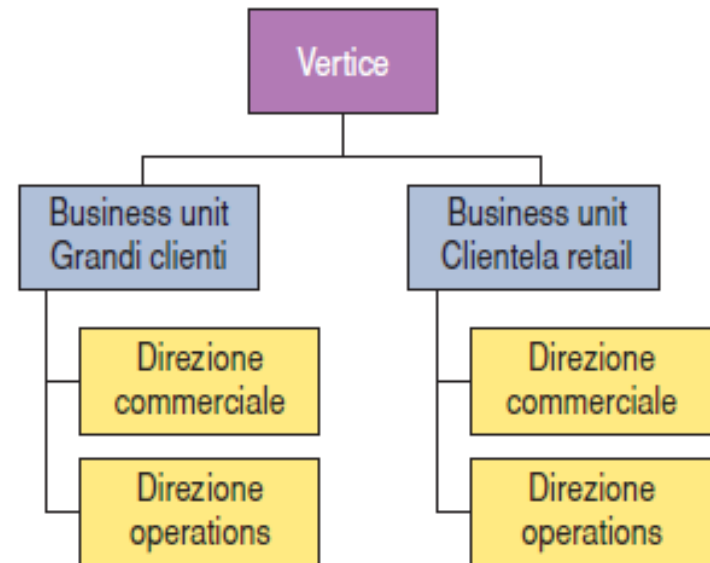 Vertice
Business unit
Grandi clienti
Business unit
Clientela retail
Direzione
commerciale
Direzione
commerciale
Direzione
operations
Direzione
operations